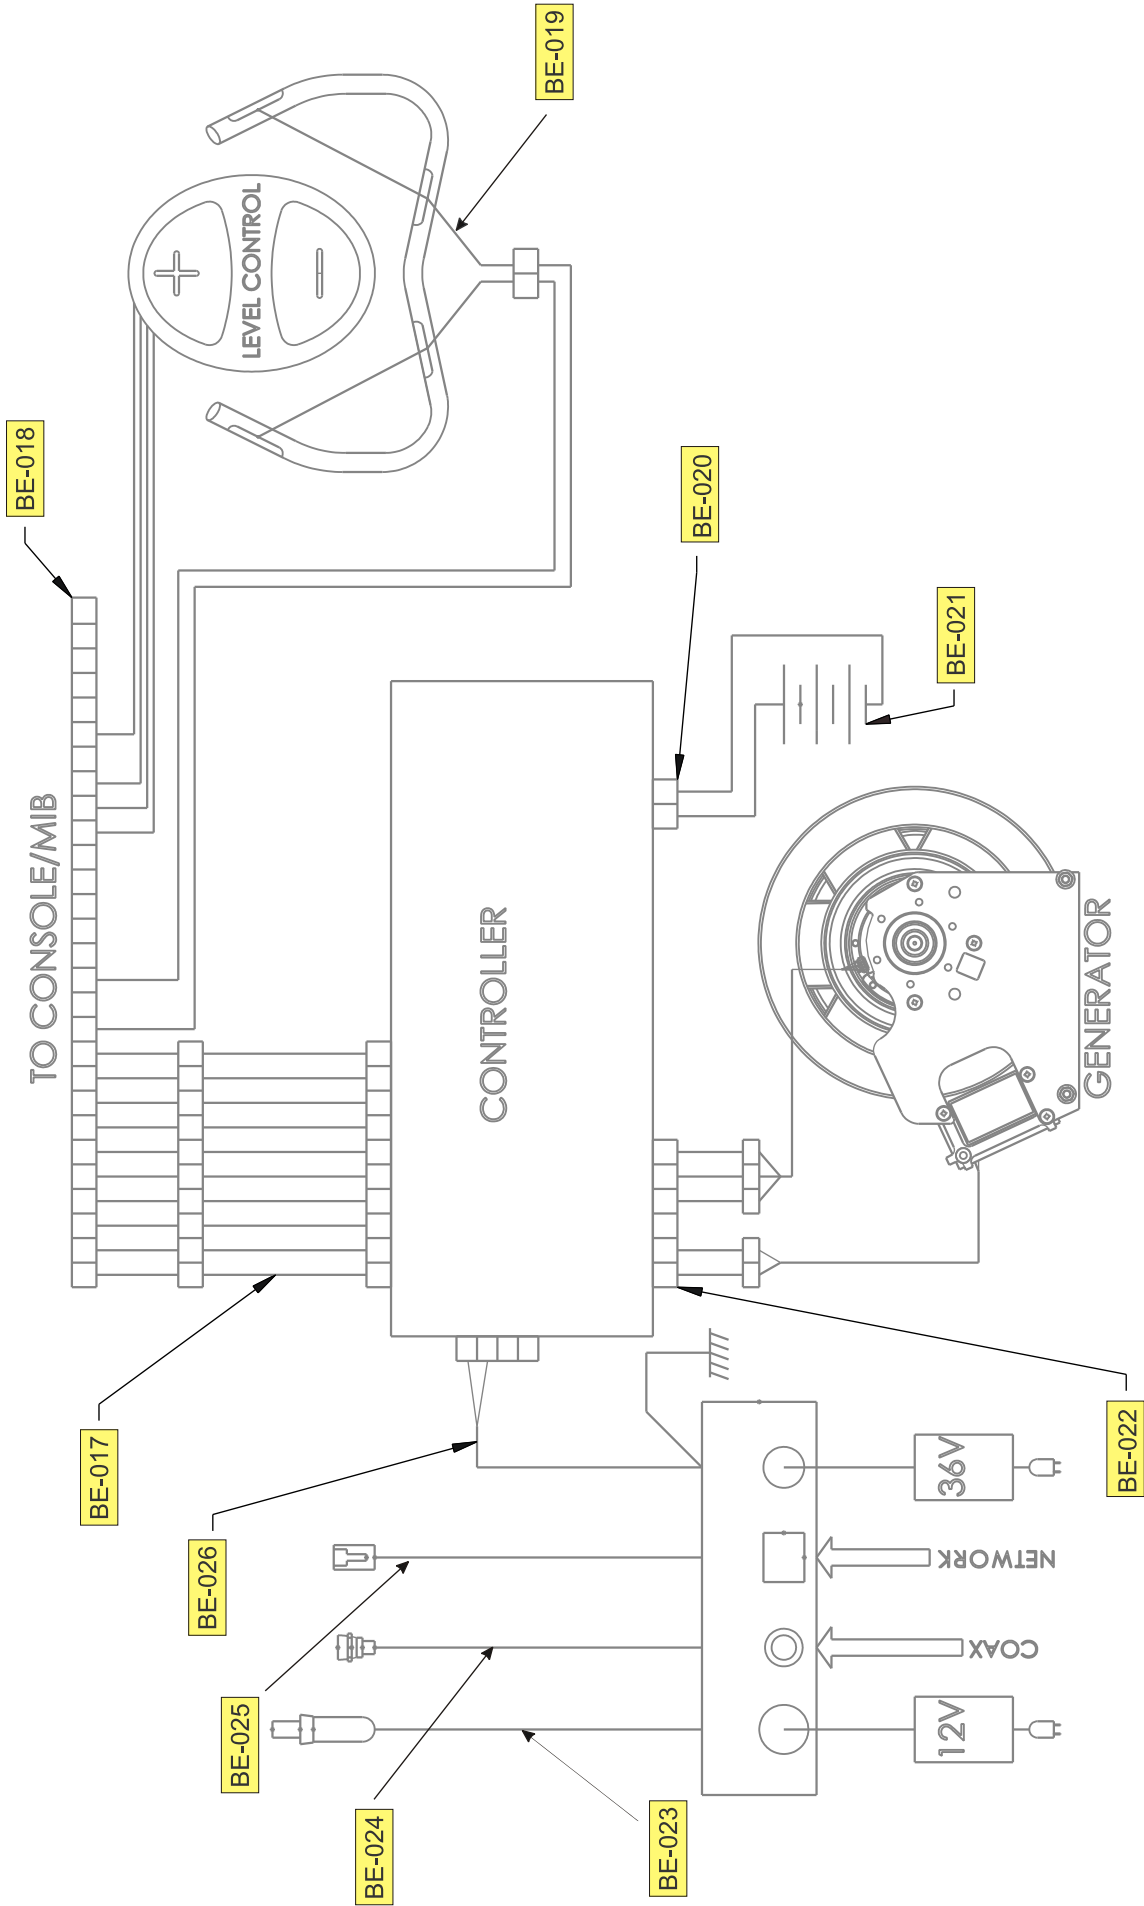 BE-018
BE-019
LEVEL CONTROL
TO CONSOLE/MIB
BE-020
BE-021
CONTROLLER
GENERATOR
BE-017
BE-026
BE-025
BE-024
BE-023
BE-022
36V
NETWORK
COAX
12V